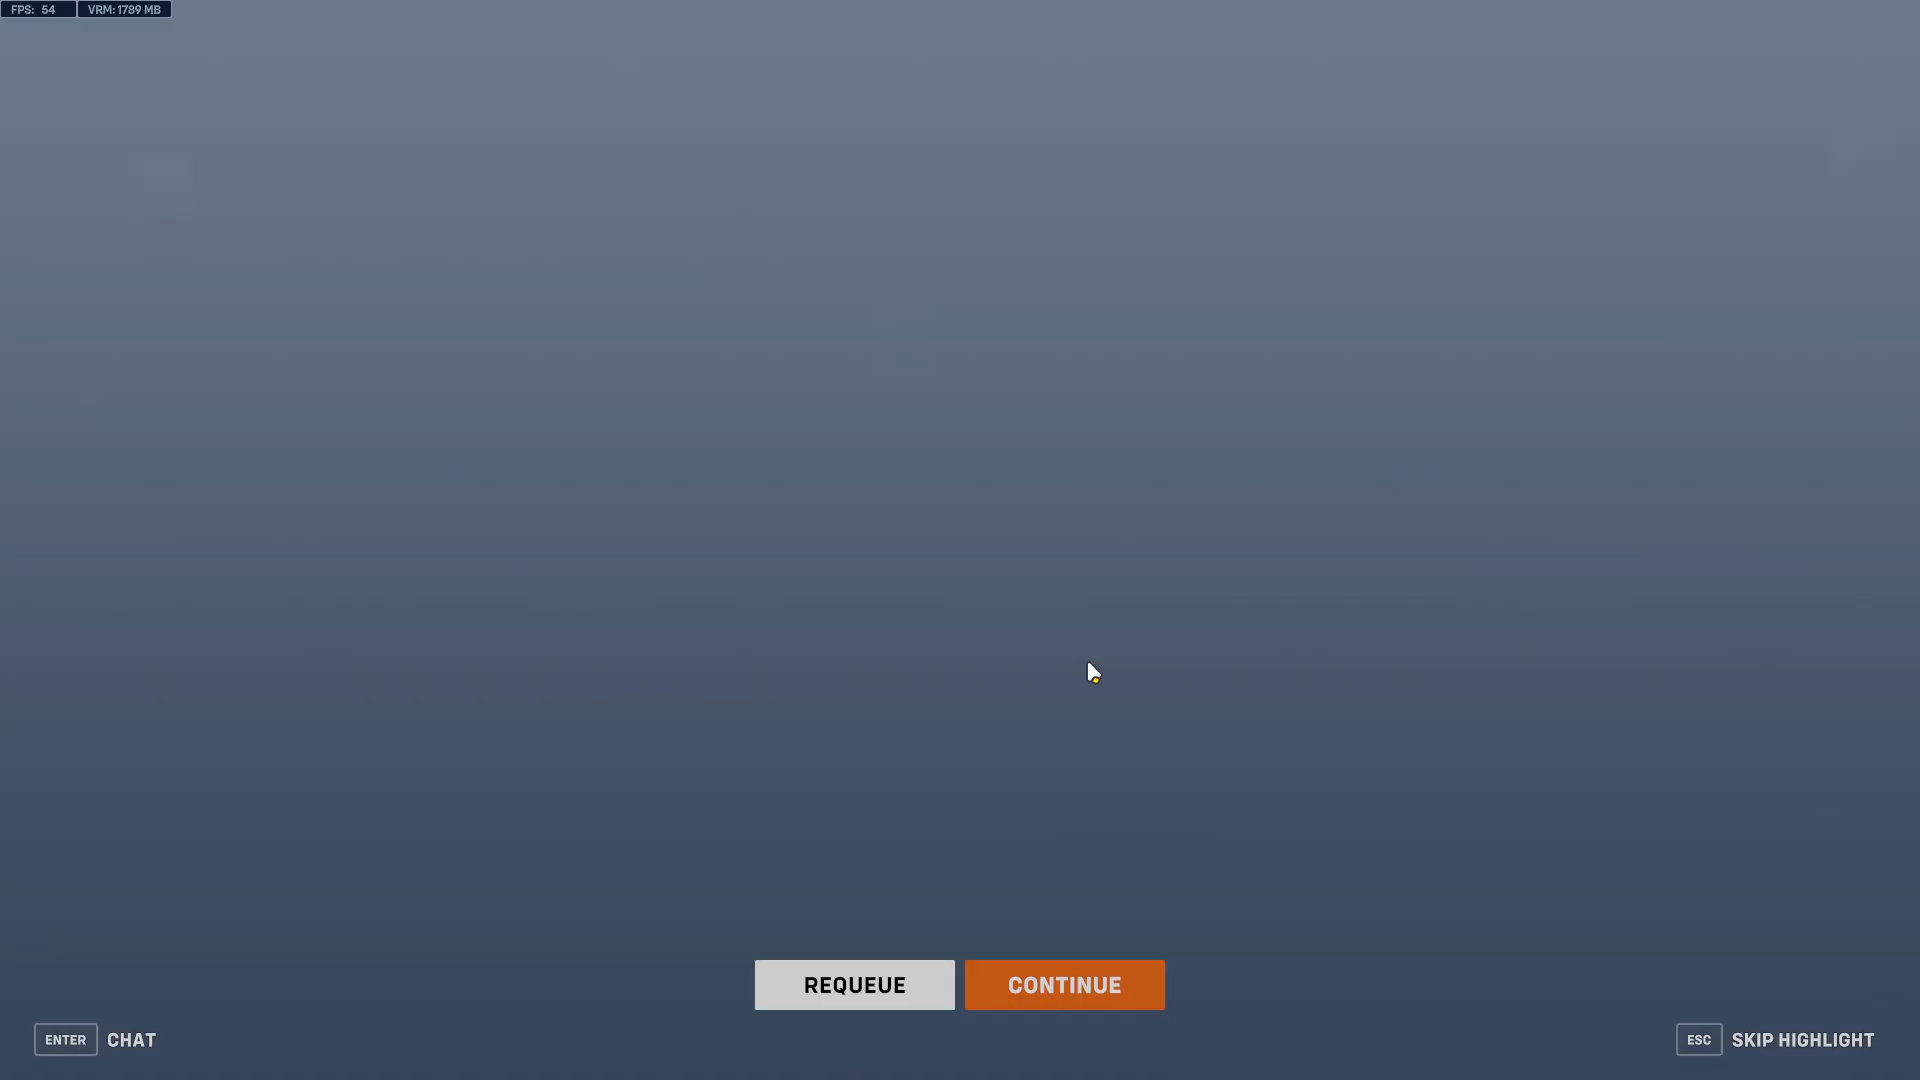 FPS: 54 VRM: 1789 MB
REQUEUE CONTINUE
ENTER CHAT ESC SKIP HIGHLIGHT